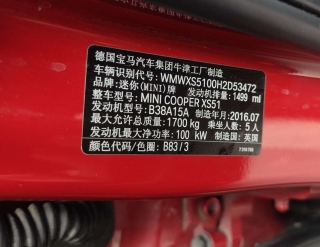 德国宝马汽车集团牛津工厂制造
车辆识别代号: WMWXS5100H2D53472
品牌: 迷你(MINI)牌 发动机排量: 1499 ml
整车型号: MINI COOPER XS51
发动机型号: B38A15A 制造年月: 2016.07
最大允许总质量: 1700 kg 乘坐人数: 5 人
发动机最大净功率: 100 kW 制造国: 英国
颜色代码/色漆: B83 / 3